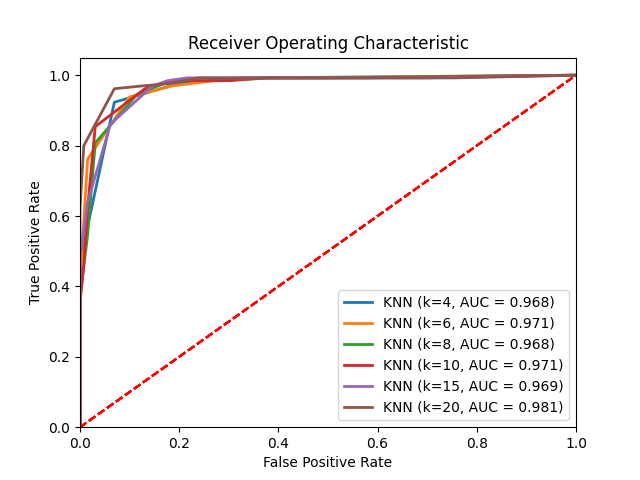 Receiver Operating Characteristic
True Positive Rate
1.0
0.8
0.6
0.4
0.2
0.0
KNN (k=4, AUC = 0.968)
KNN (k=6, AUC = 0.971)
KNN (k=8, AUC = 0.968)
KNN (k=10, AUC = 0.971)
KNN (k=15, AUC = 0.969)
KNN (k=20, AUC = 0.981)
0.0 0.2 0.4 0.6 0.8 1.0
False Positive Rate